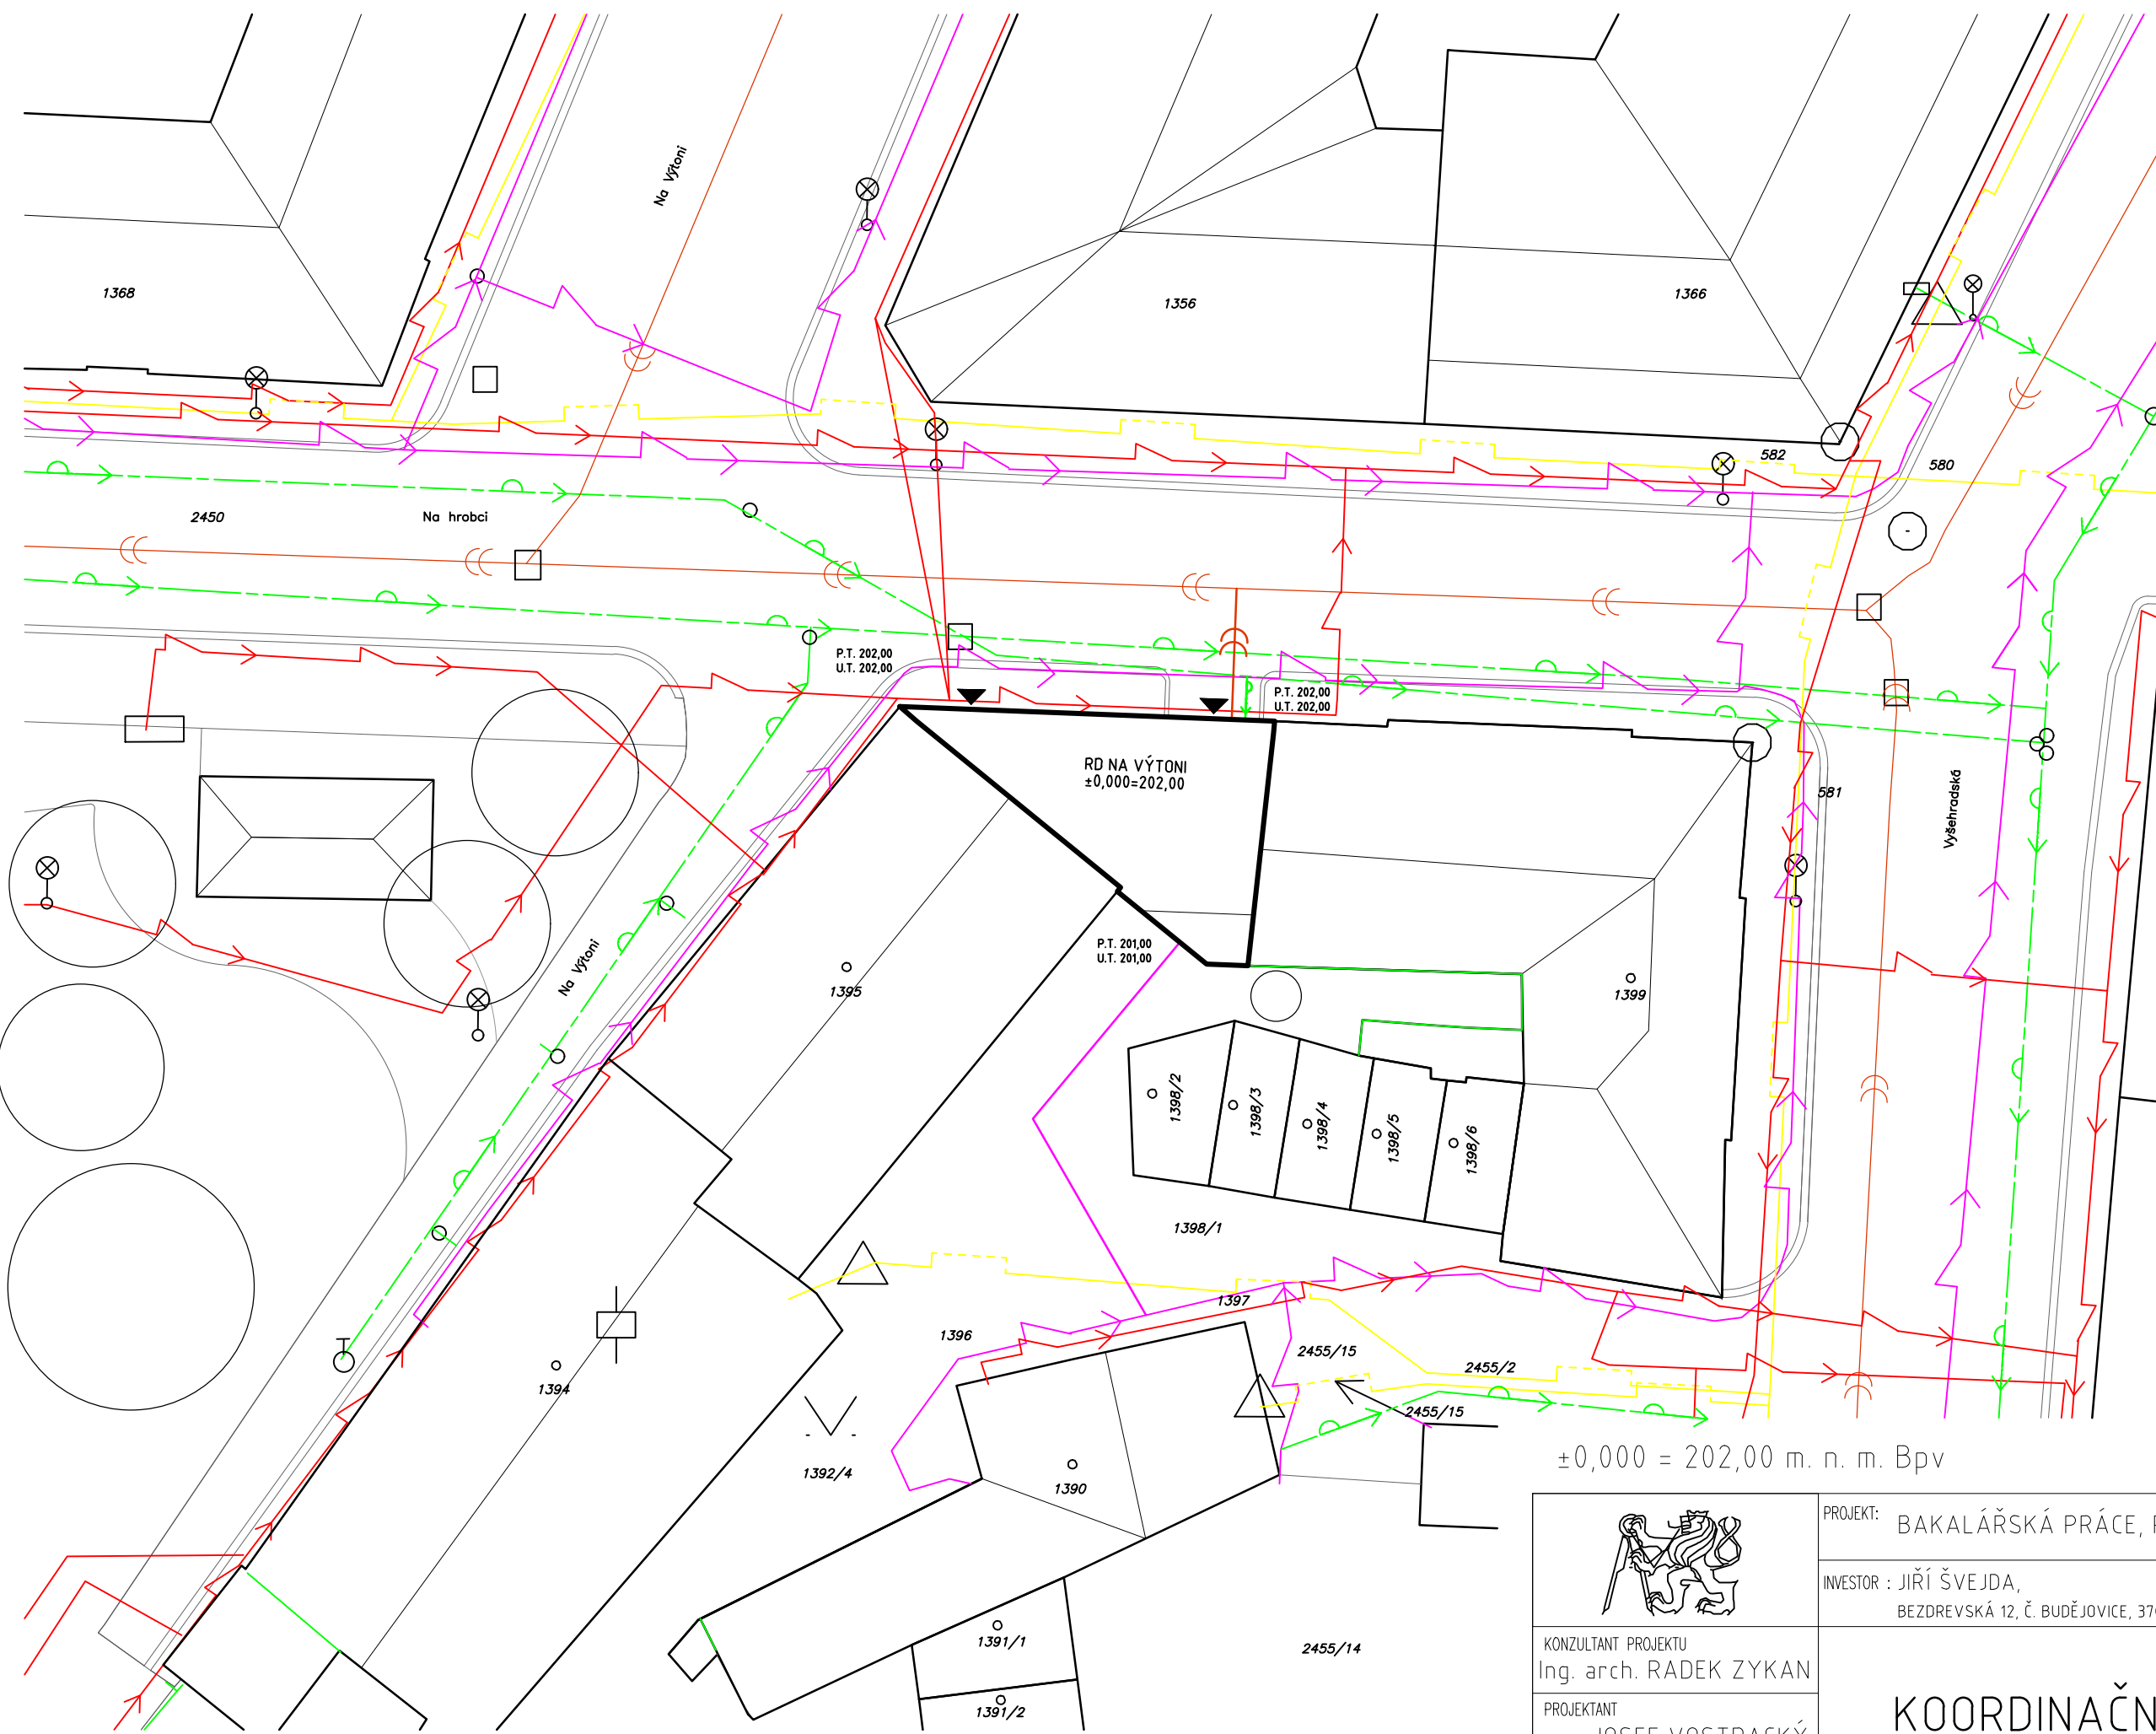 Na Výtoni
1368
1356
1366
582
580
2450
Na hrobci
P.T. 202,00
U.T. 202,00
P.T. 202,00
U.T. 202,00
RD NA VÝTONI
±0,000=202,00
581
Vyšehradská
P.T. 201,00
U.T. 201,00
Na Výtoni
1395
1399
1398/2
1398/3
1398/4
1398/5
1398/6
1398/1
1397
1396
2455/15
2455/2
1394
2455/15
1392/4
1390
±0,000 = 202,00 m. n. m. Bpv
PROJEKT: BAKALÁŘSKÁ PRÁCE,
INVESTOR : JIŘÍ ŠVEJDA,
BEZDREVSKÁ 12, Č. BUDĚJOVICE, 37
1391/1
2455/14
KONZULTANT PROJEKTU
Ing. arch. RADEK ZYKAN
1391/2
PROJEKTANT
KOORDINAČN